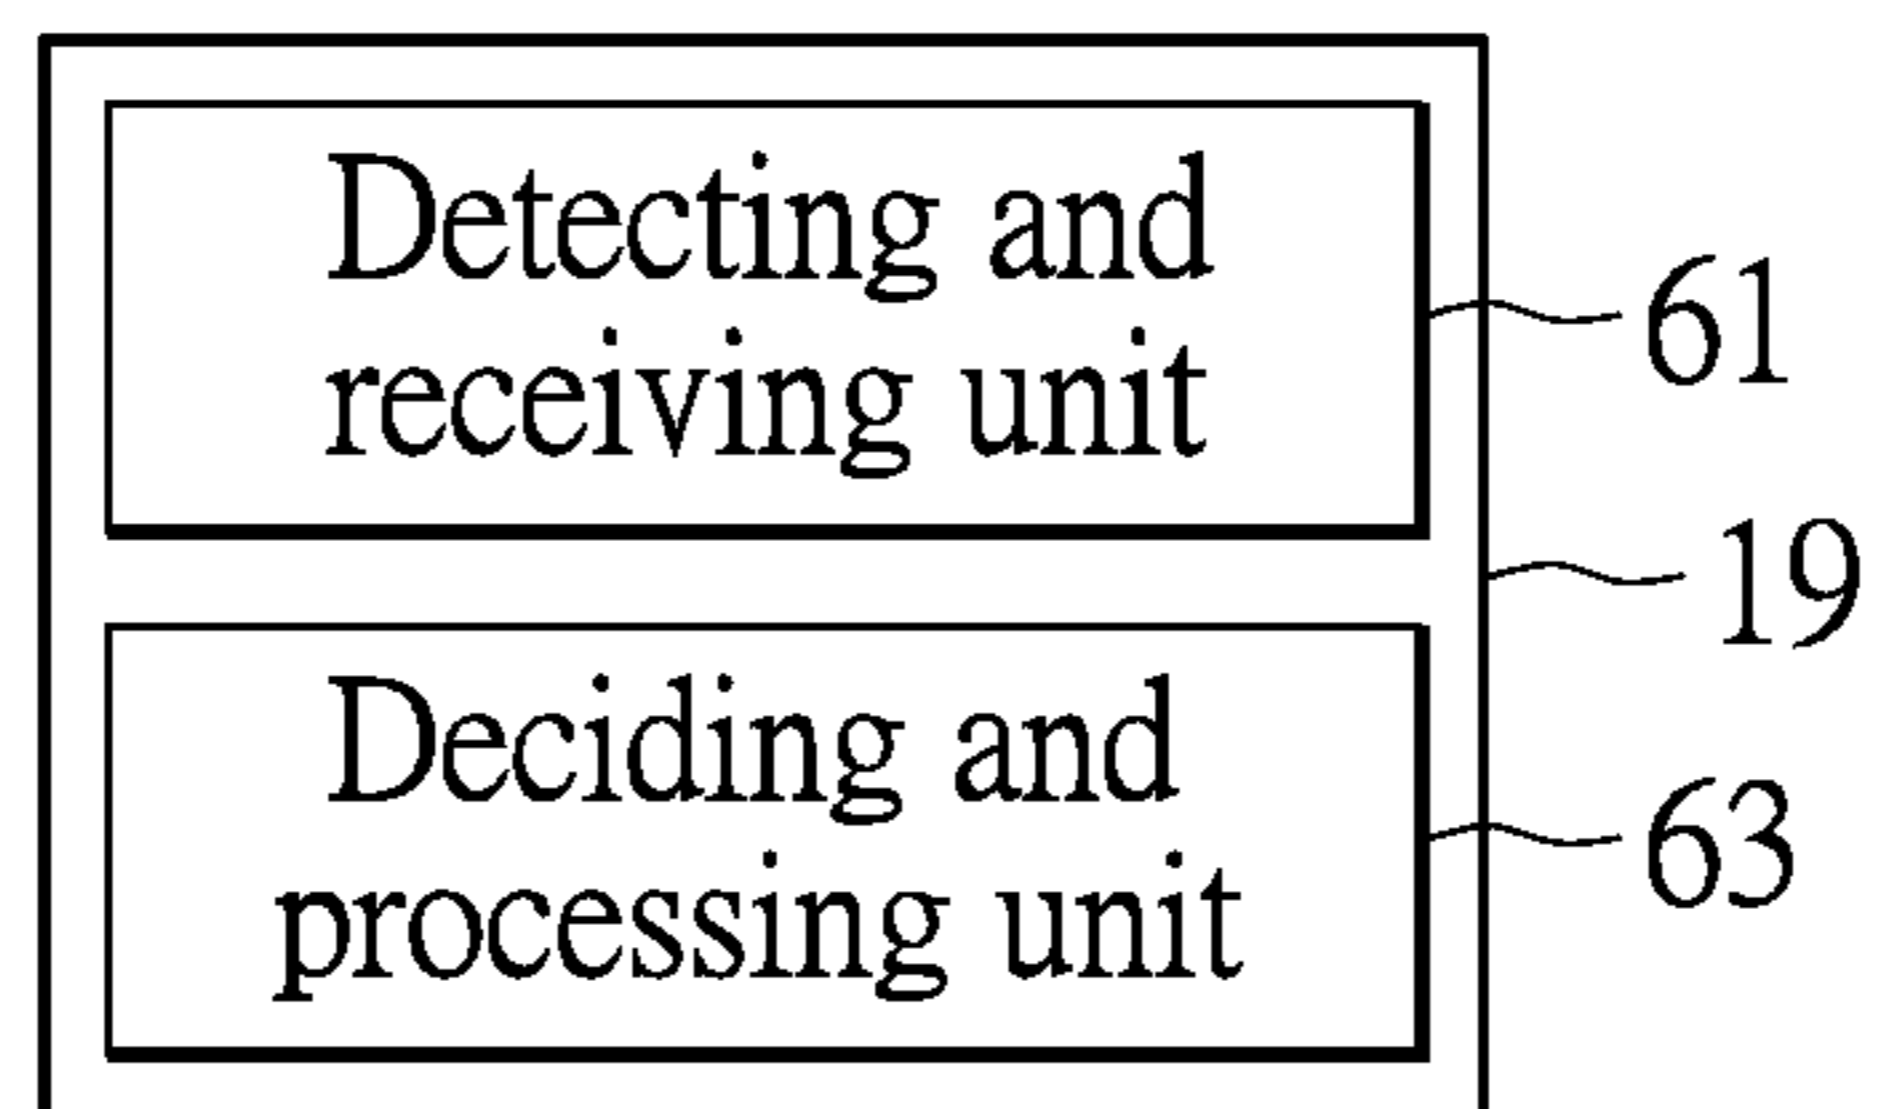 Detecting and
receiving unit
61
19
Deciding and
processing unit
63